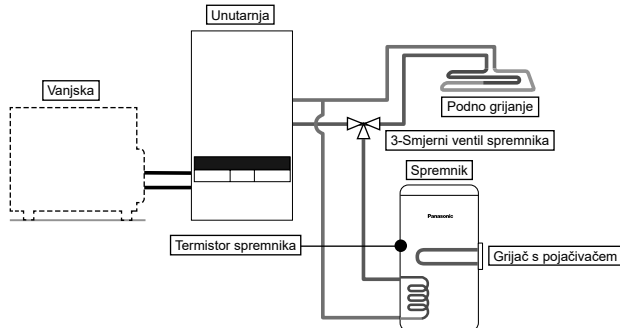 Unutarnja
Vanjska
Podno grijanje
3-Smjerni ventil spremnika
Spremnik
Panasonic
Termistor spremnika
Grijač s pojačivačem